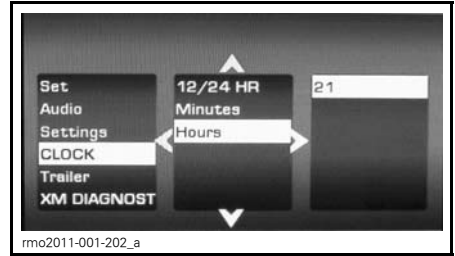 Set
Audio
Settings
CLOCK
Trailer
XM DIAGNOST
12/24 HR
Minutes
Hours
21
rmo2011-001-202_a